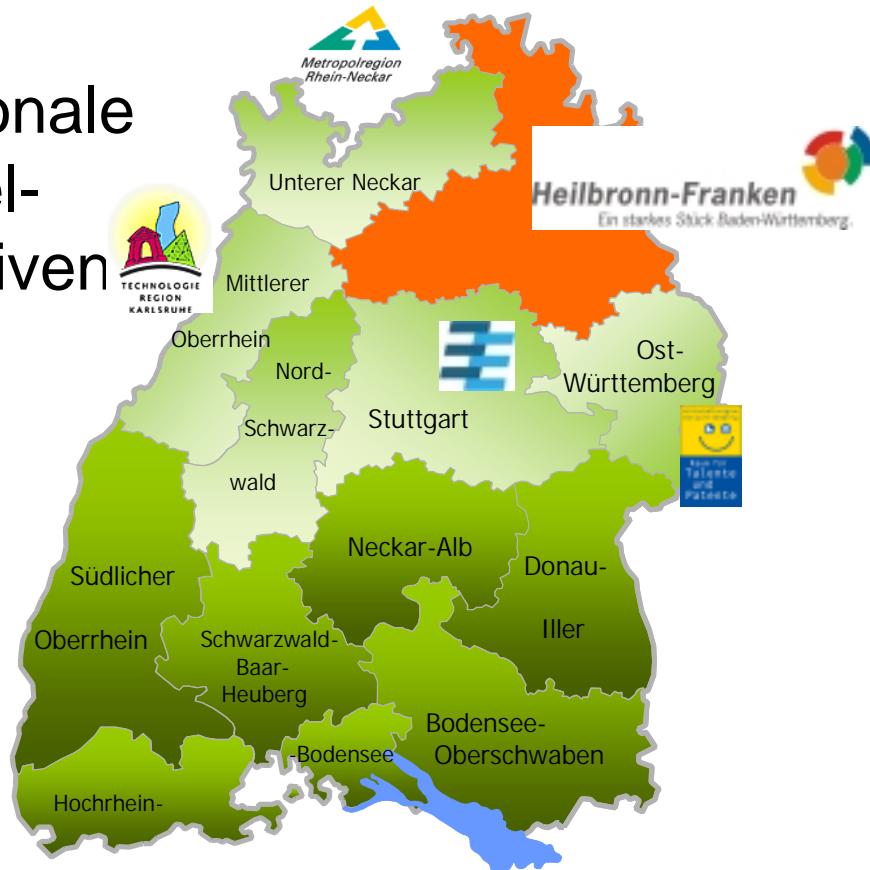 onale
el-
iven
Metropolregion
Rhein-Neckar
TECHNOLOGIE
REGION
KARLSRUHE
Heilbronn-Franken
Ein starkes Stück Baden-Württemberg.
Unterer Neckar
Mittlerer
Oberrhein
Nord-
Schwarz-
wald
Stuttgart
Ost-
Württemberg
Raum für
Talente
und
Patente
Neckar-Alb
Donau-
Iller
Südlicher
Oberrhein
Schwarzwald-
Baar-
Heuberg
Bodensee-
Oberschwaben
-Bodensee
Hochrhein-